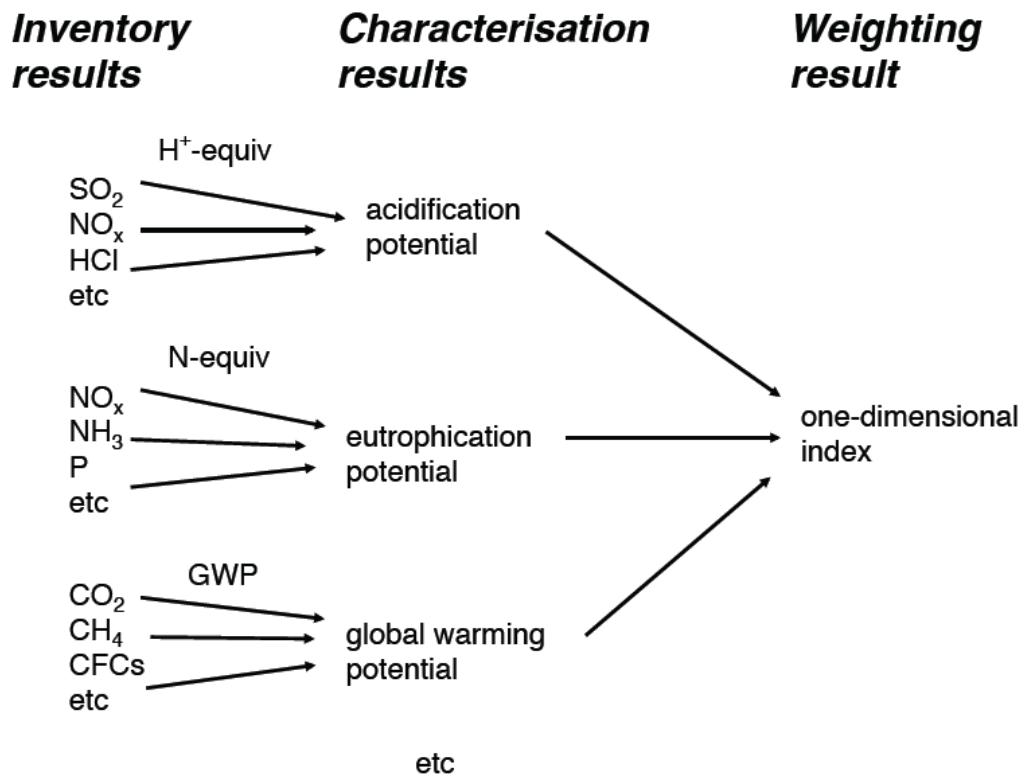 Inventory results
Characterisation results
Weighting result
H⁺-equiv
SO₂
NOₓ
HCl
etc
acidification
potential
N-equiv
NOₓ
NH₃
P
etc
eutrophication
potential
one-dimensional
index
GWP
CO₂
CH₄
CFCs
etc
global warming
potential
etc